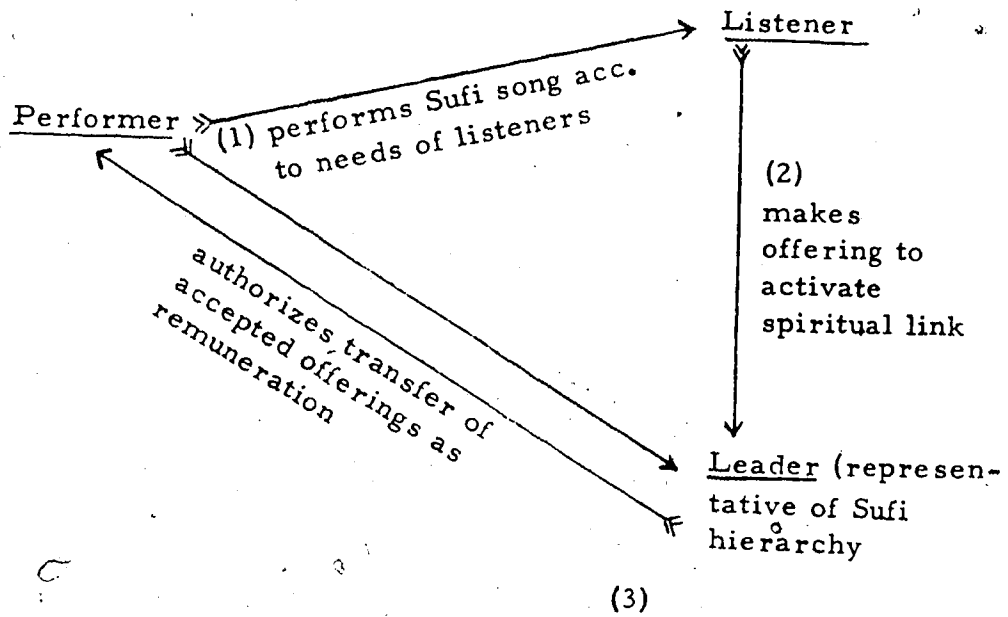 Listener
Performer
(1) performs Sufi song acc.
to needs of listeners
(2)
makes
offering to
activate
spiritual link
authorizes transfer of
accepted offerings as
remuneration
Leader (represen-
tative of Sufi
hierarchy
(3)